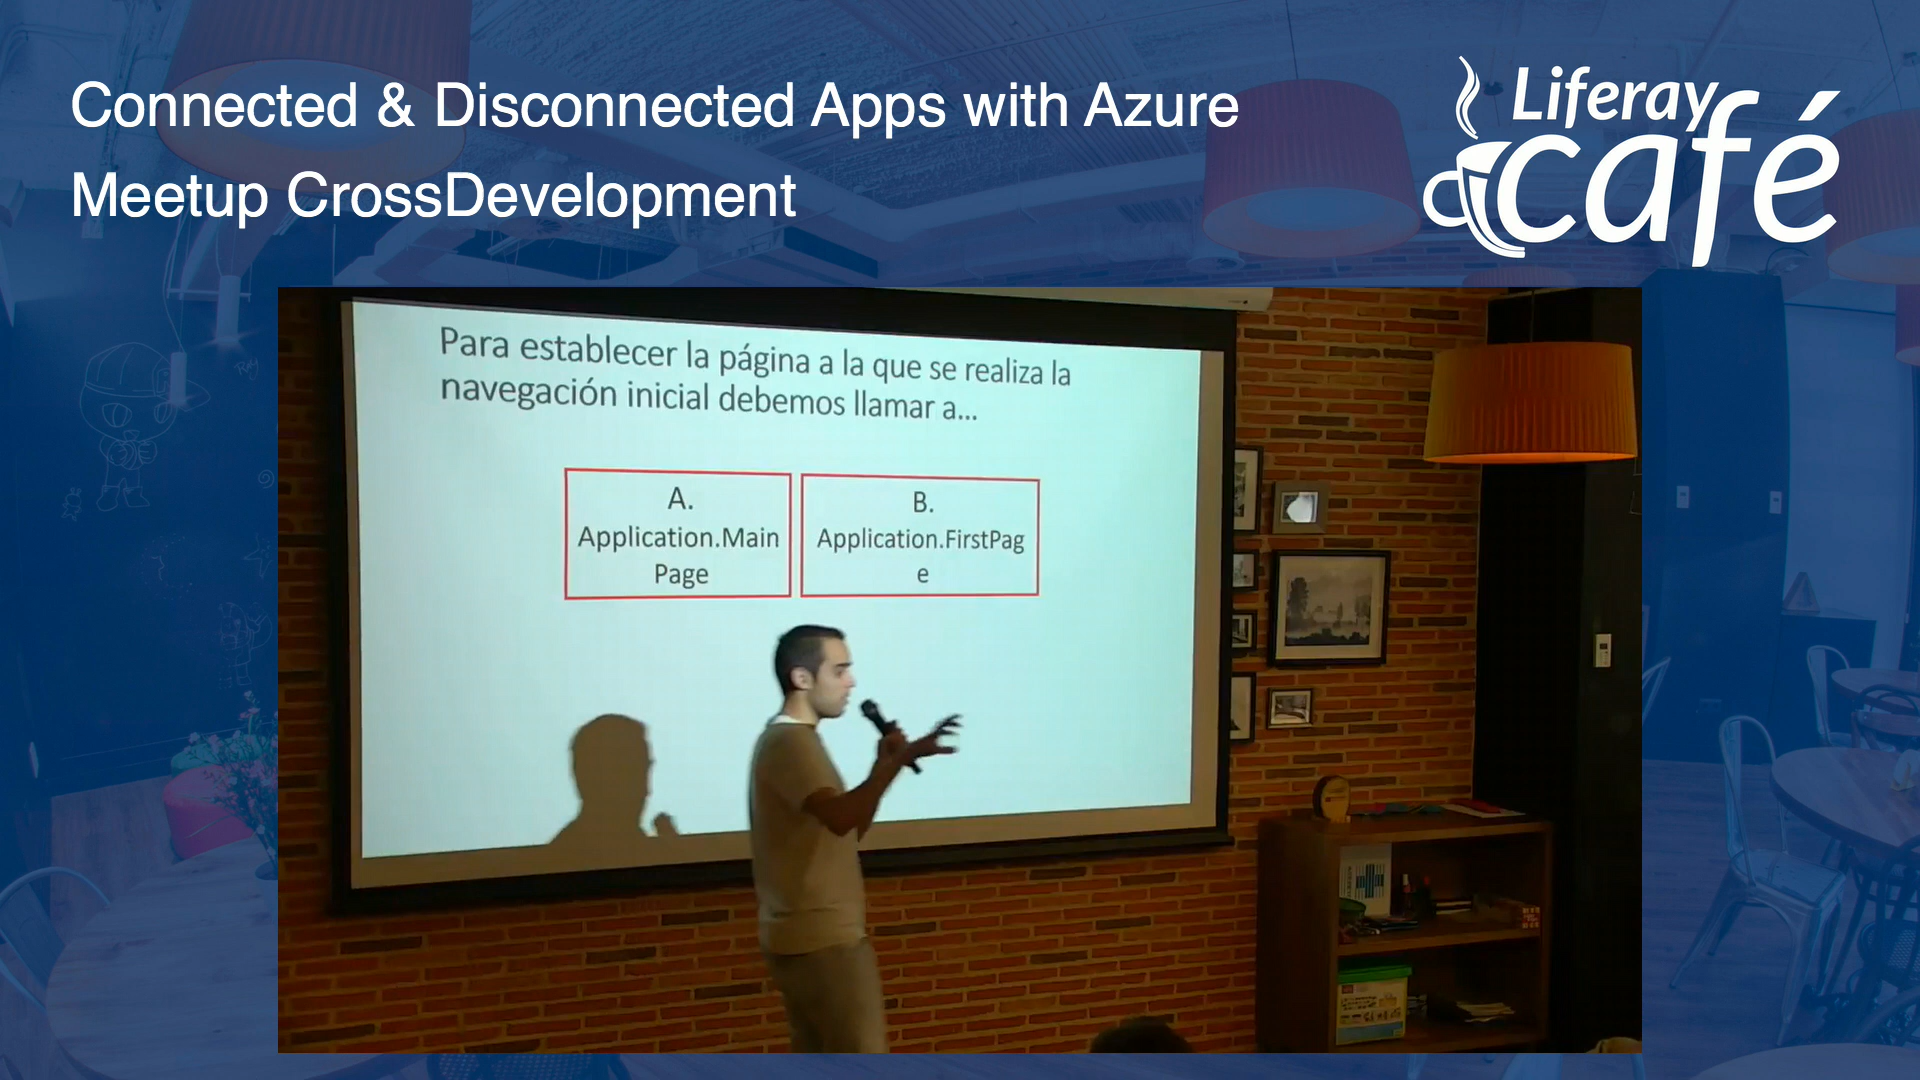 Connected & Disconnected Apps with Azure
Meetup CrossDevelopment
Liferay
café
Para establecer la página a la que se realiza la
navegación inicial debemos llamar a...
A.
Application.Main
Page
B.
Application.FirstPag
e